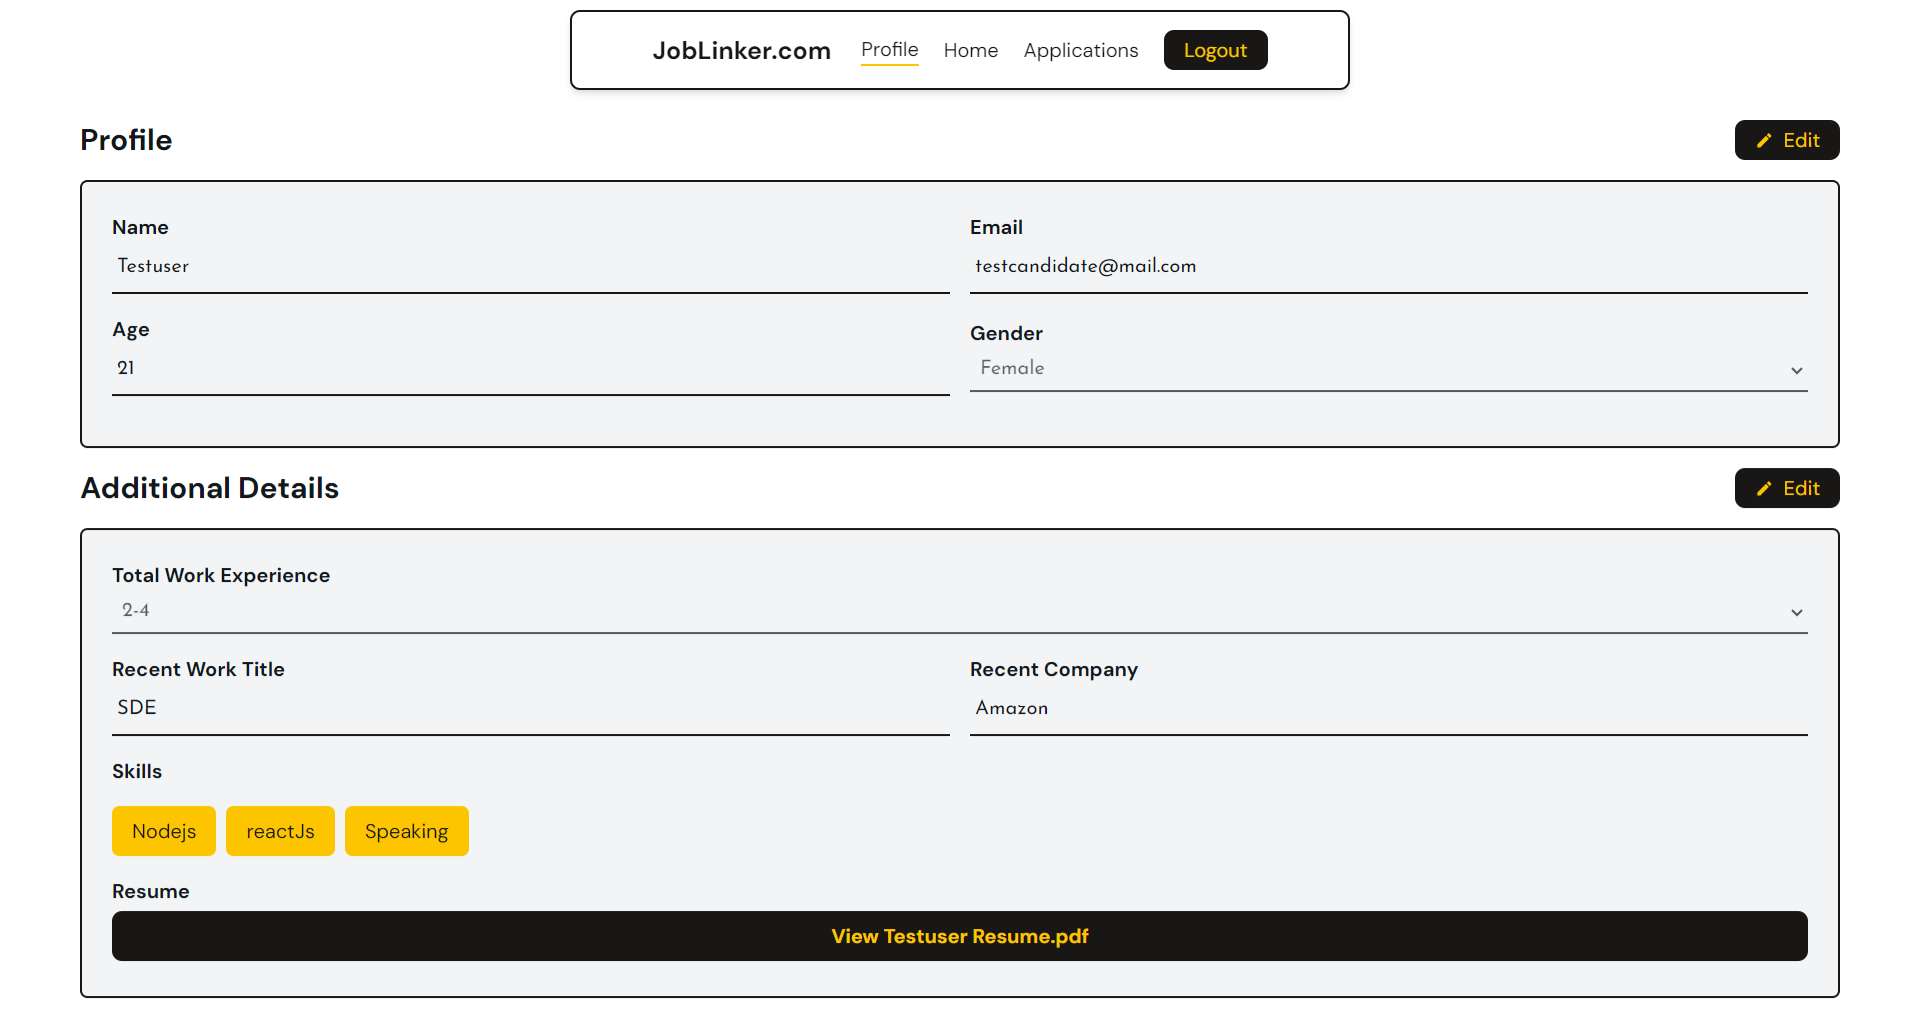 JobLinker.com Profile Home Applications Logout
Profile Edit
Name Email
Testuser testcandidate@mail.com
Age Gender
21 Female
Additional Details Edit
Total Work Experience
2-4
Recent Work Title Recent Company
SDE Amazon
Skills
Nodejs reactJs Speaking
Resume
View Testuser Resume.pdf